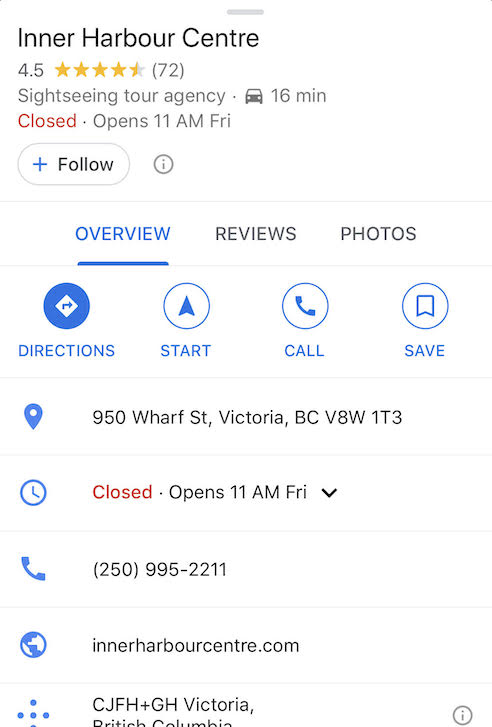 Inner Harbour Centre
4.5 (72)
Sightseeing tour agency · 16 min
Closed · Opens 11 AM Fri
+ Follow
OVERVIEW REVIEWS PHOTOS
DIRECTIONS START CALL SAVE
950 Wharf St, Victoria, BC V8W 1T3
Closed · Opens 11 AM Fri
(250) 995-2211
innerharbourcentre.com
CJFH+GH Victoria,
British Columbia